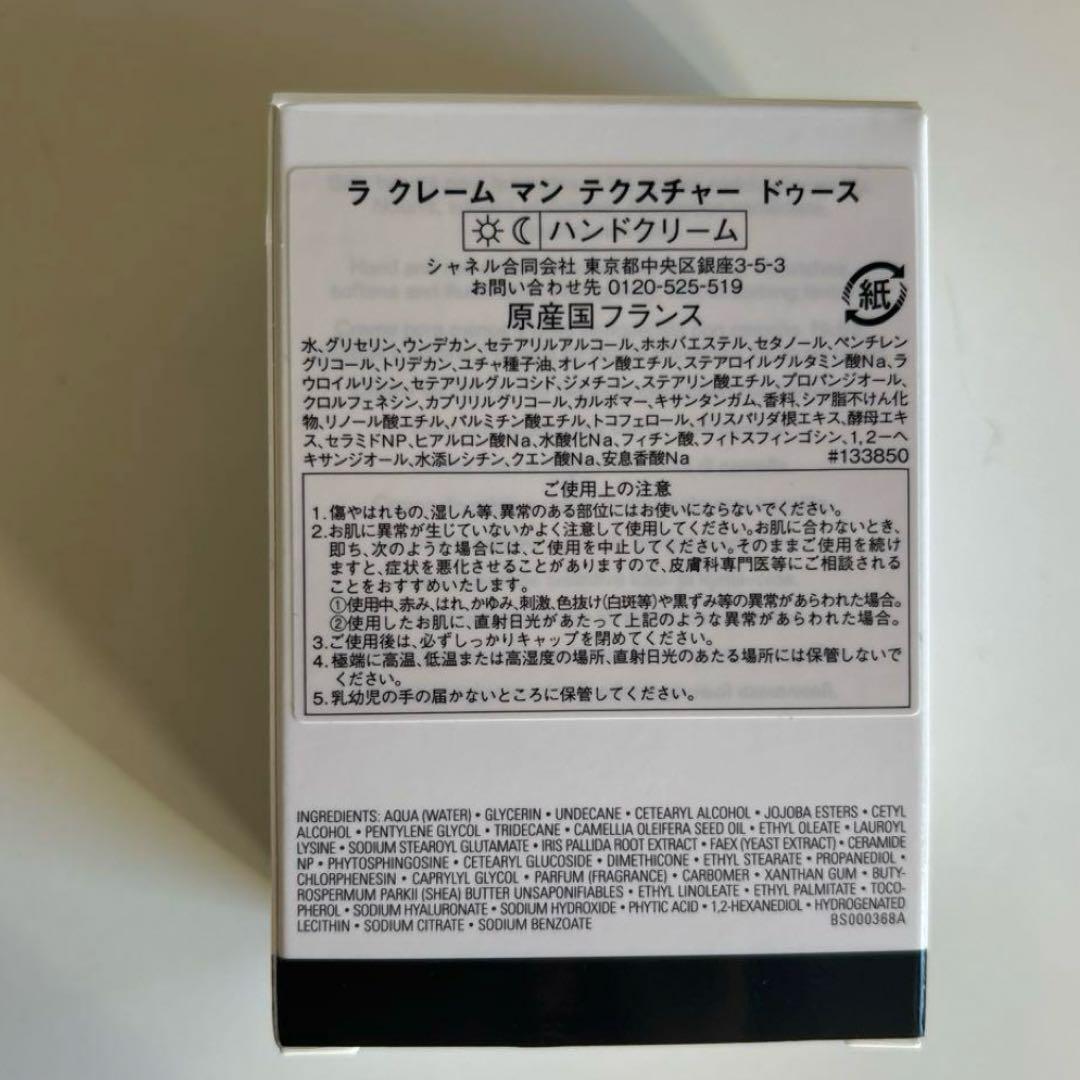 ラ クレーム マン テクスチャー ドゥース
ハンドクリーム
シャネル合同会社 東京都中央区銀座3-5-3
お問い合わせ先 0120-525-519
原産国フランス
紙
水、グリセリン、ウンデカン、セテアリルアルコール、ホホバエステル、セタノール、ペンチレン
グリコール、トリデカン、ユチャ種子油、オレイン酸エチル、ステアロイルグルタミン酸Na、ラ
ウロイルリシン、セテアリルグルコシド、ジメチコン、ステアリン酸エチル、プロパンジオール、
クロルフェネシン、カプリリルグリコール、カルボマー、キサンタンガム、香料、シア脂不けん化
物、リノール酸エチル、パルミチン酸エチル、トコフェロール、イリスパリダ根エキス、酵母エキ
ス、セラミドNP、ヒアルロン酸Na、水酸化Na、フィチン酸、フィトスフィンゴシン、1,2-ヘ
キサンジオール、水添レシチン、クエン酸Na、安息香酸Na #133850
ご使用上の注意
1.傷やはれもの、湿しん等、異常のある部位にはお使いにならないでください。
2.お肌に異常が生じていないかよく注意して使用してください。お肌に合わないとき、
即ち、次のような場合には、ご使用を中止してください。そのままご使用を続け
ますと、症状を悪化させることがありますので、皮膚科専門医等にご相談される
ことをおすすめいたします。
①使用中、赤み、はれ、かゆみ、刺激、色抜け(白斑等)や黒ずみ等の異常があらわれた場合。
②使用したお肌に、直射日光があたって上記のような異常があらわれた場合。
3.ご使用後は、必ずしっかりキャップを閉めてください。
4.極端に高温、低温または高湿度の場所、直射日光のあたる場所には保管しないで
ください。
5.乳幼児の手の届かないところに保管してください。
INGREDIENTS: AQUA (WATER) • GLYCERIN • UNDECANE • CETEARYL ALCOHOL • JOJOBA ESTERS • CETYL
ALCOHOL • PENTYLENE GLYCOL • TRIDECANE • CAMELLIA OLEIFERA SEED OIL • ETHYL OLEATE • LAUROYL
LYSINE • SODIUM STEAROYL GLUTAMATE • IRIS PALLIDA ROOT EXTRACT • FAEX (YEAST EXTRACT) • CERAMIDE
NP • PHYTOSPHINGOSINE • CETEARYL GLUCOSIDE • DIMETHICONE • ETHYL STEARATE • PROPANEDIOL •
CHLORPHENESIN • CAPRYLYL GLYCOL • PARFUM (FRAGRANCE) • CARBOMER • XANTHAN GUM • BUTY-
ROSPERMUM PARKII (SHEA) BUTTER UNSAPONIFIABLES • ETHYL LINOLEATE • ETHYL PALMITATE • TOCO-
PHEROL • SODIUM HYALURONATE • SODIUM HYDROXIDE • PHYTIC ACID • 1,2-HEXANEDIOL • HYDROGENATED
LECITHIN • SODIUM CITRATE • SODIUM BENZOATE BS000368A